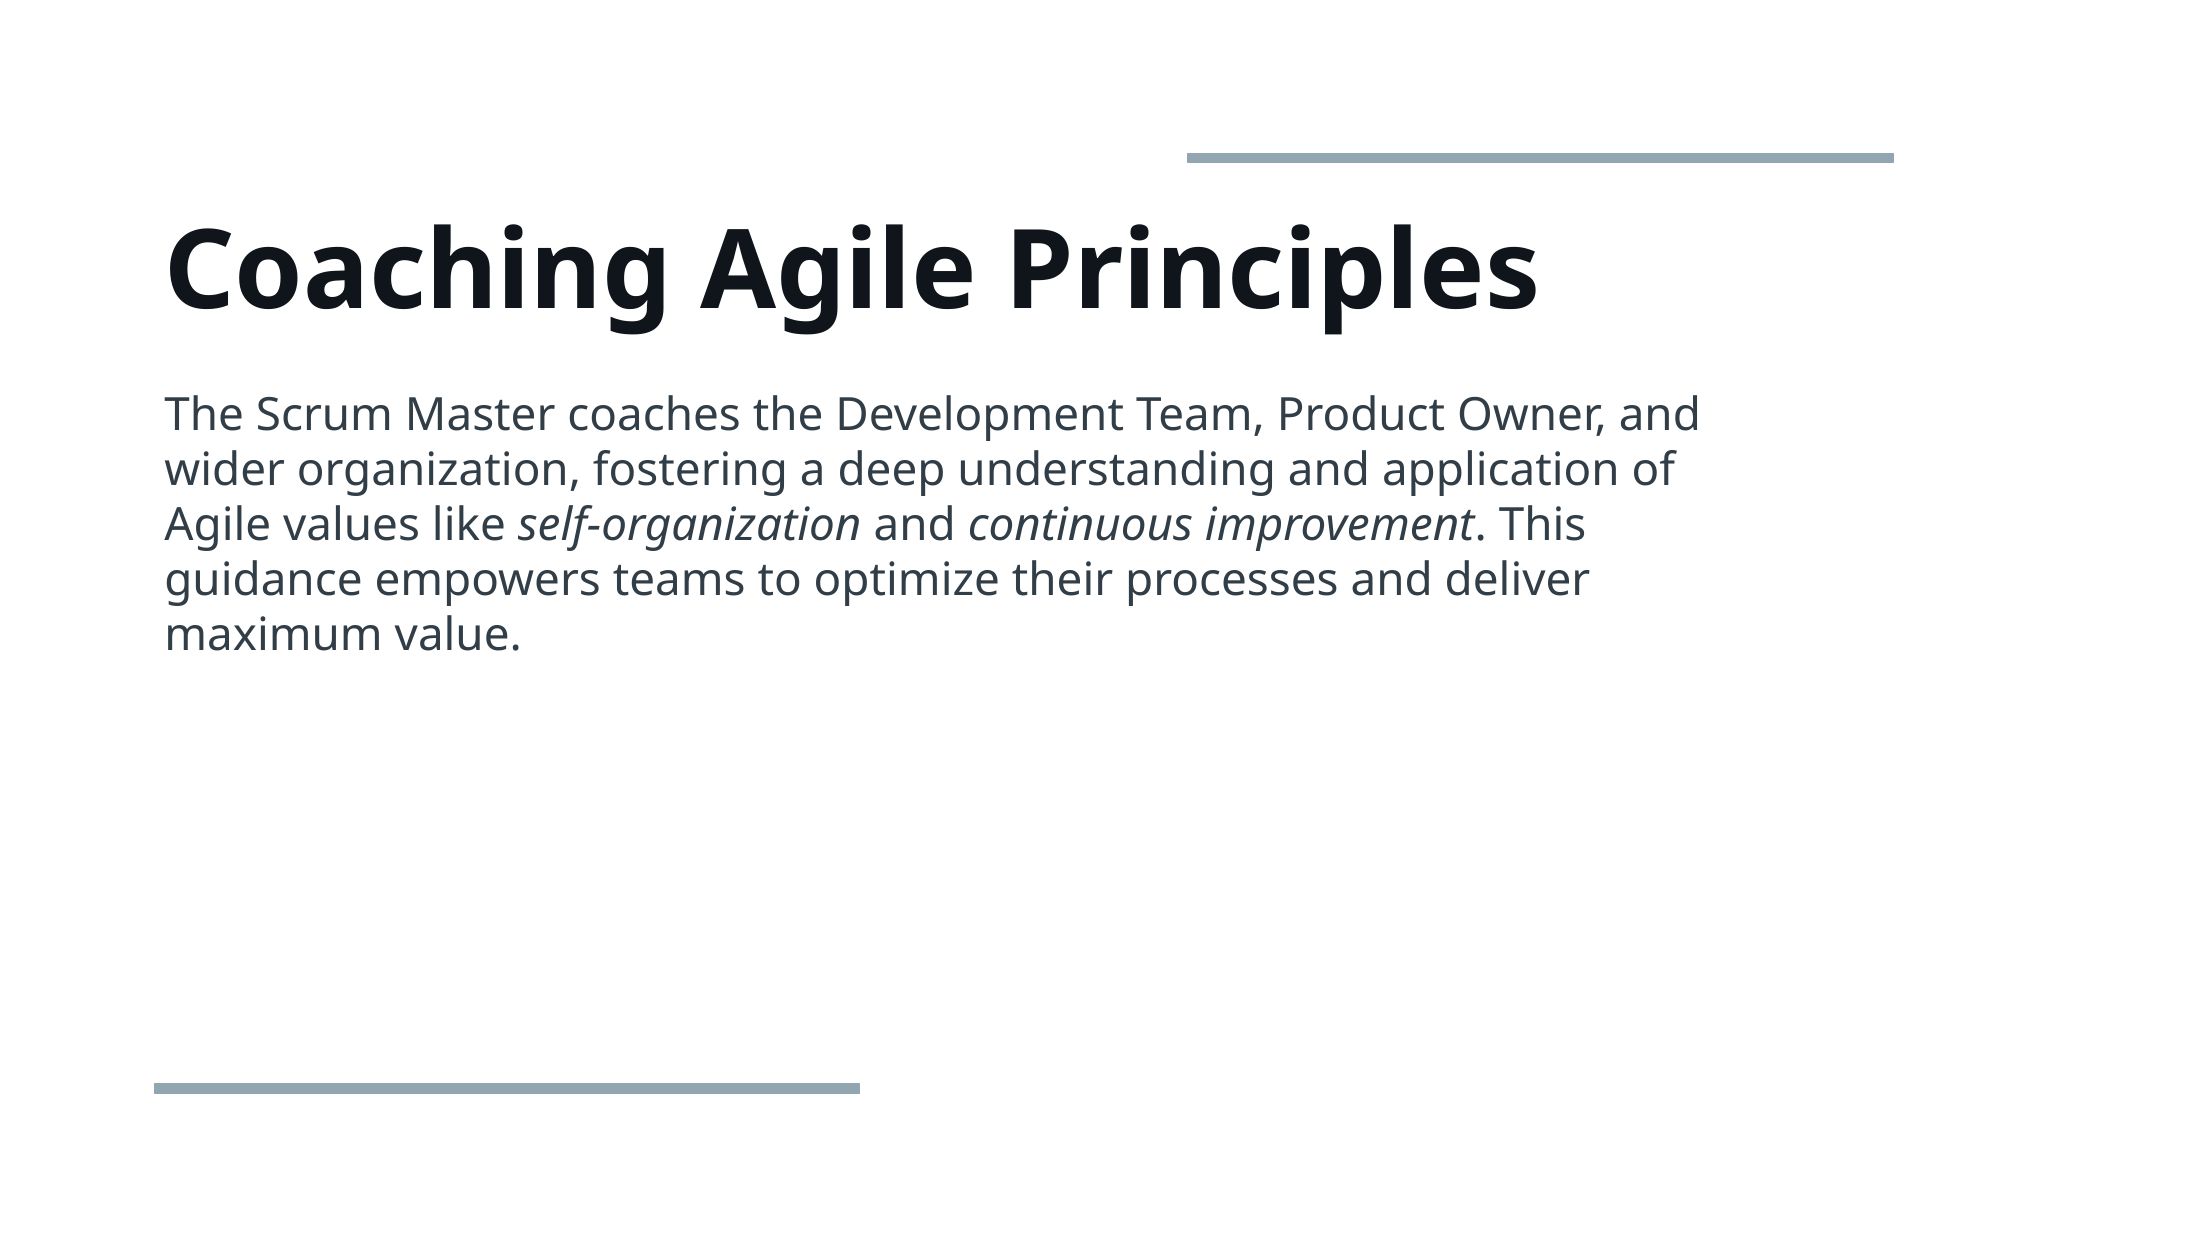 Coaching Agile Principles
The Scrum Master coaches the Development Team, Product Owner, and
wider organization, fostering a deep understanding and application of
Agile values like self-organization and continuous improvement. This
guidance empowers teams to optimize their processes and deliver
maximum value.